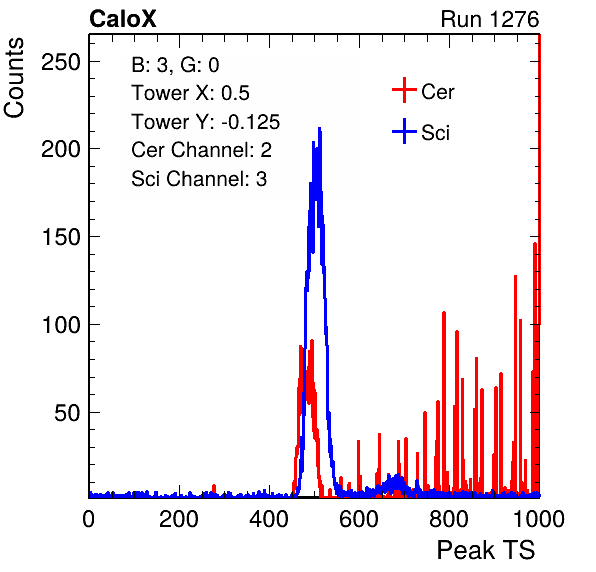 CaloX Run 1276
Counts
B: 3, G: 0
Tower X: 0.5
Tower Y: -0.125
Cer Channel: 2
Sci Channel: 3
Cer
Sci
250
200
150
100
50
0 200 400 600 800 1000
Peak TS